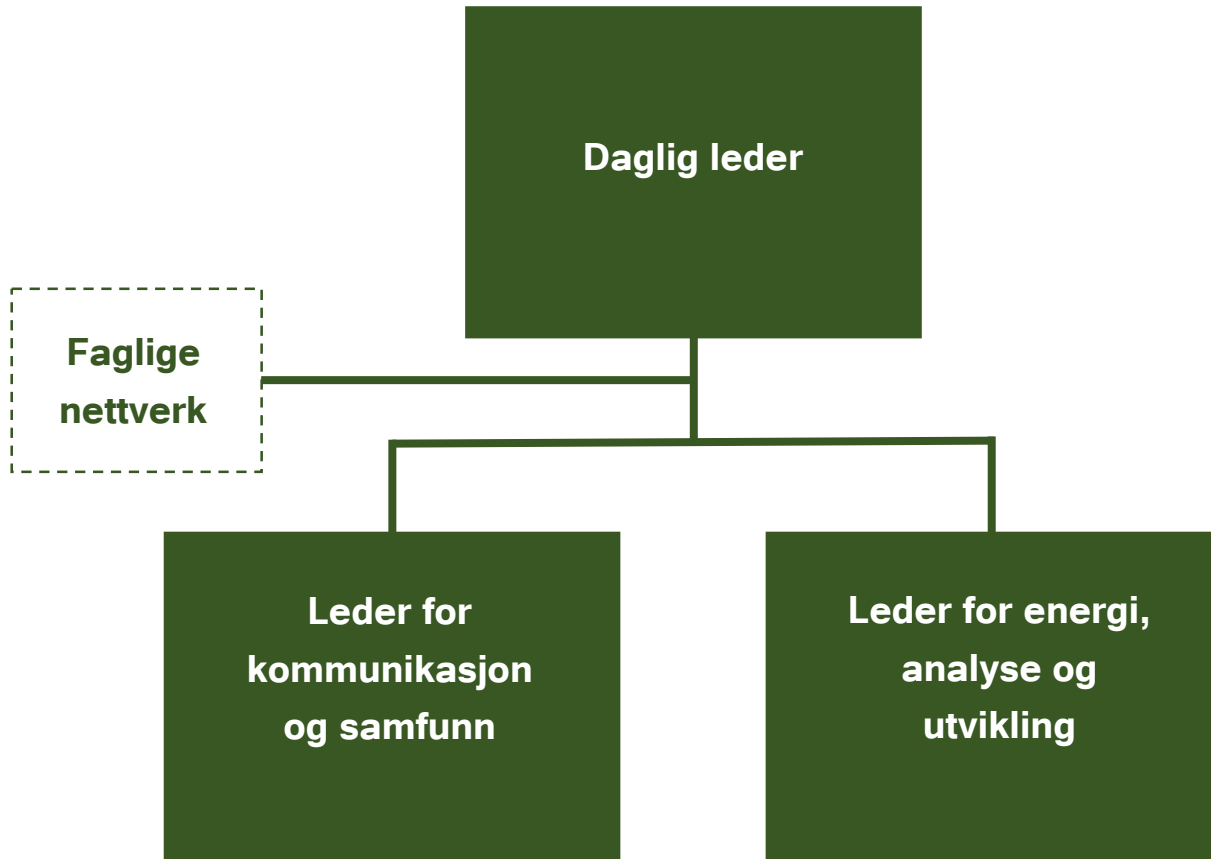 Daglig leder
Faglige
nettverk
Leder for
kommunikasjon
og samfunn
Leder for energi,
analyse og
utvikling